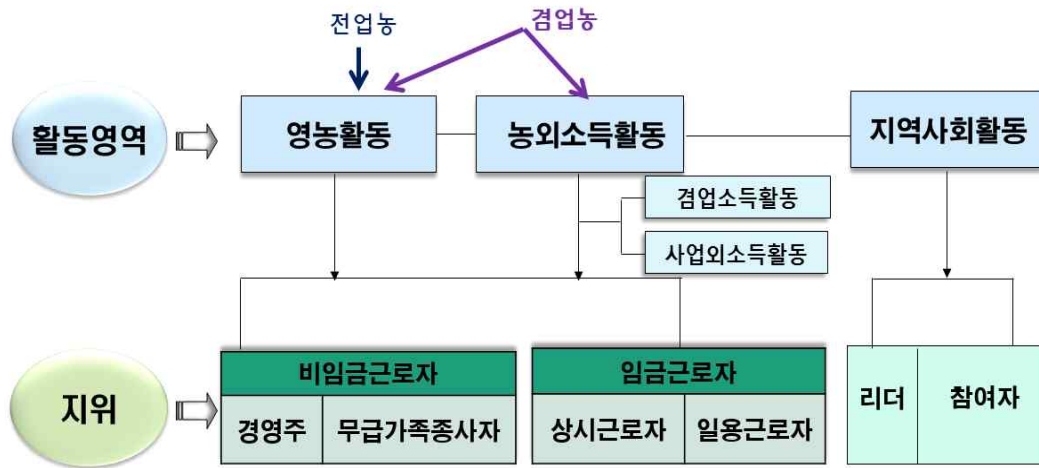 전업농
겸업농
활동영역
영농활동
농외소득활동
지역사회활동
겸업소득활동
사업외소득활동
지위
비임금근로자
임금근로자
경영주
무급가족종사자
상시근로자
일용근로자
리더
참여자